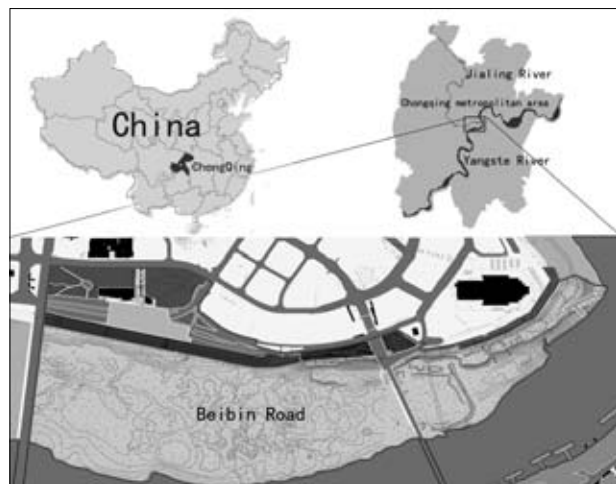 China
ChongQing
Jialing River
Chongqing metropolitan area
Yangste River
Beibin Road